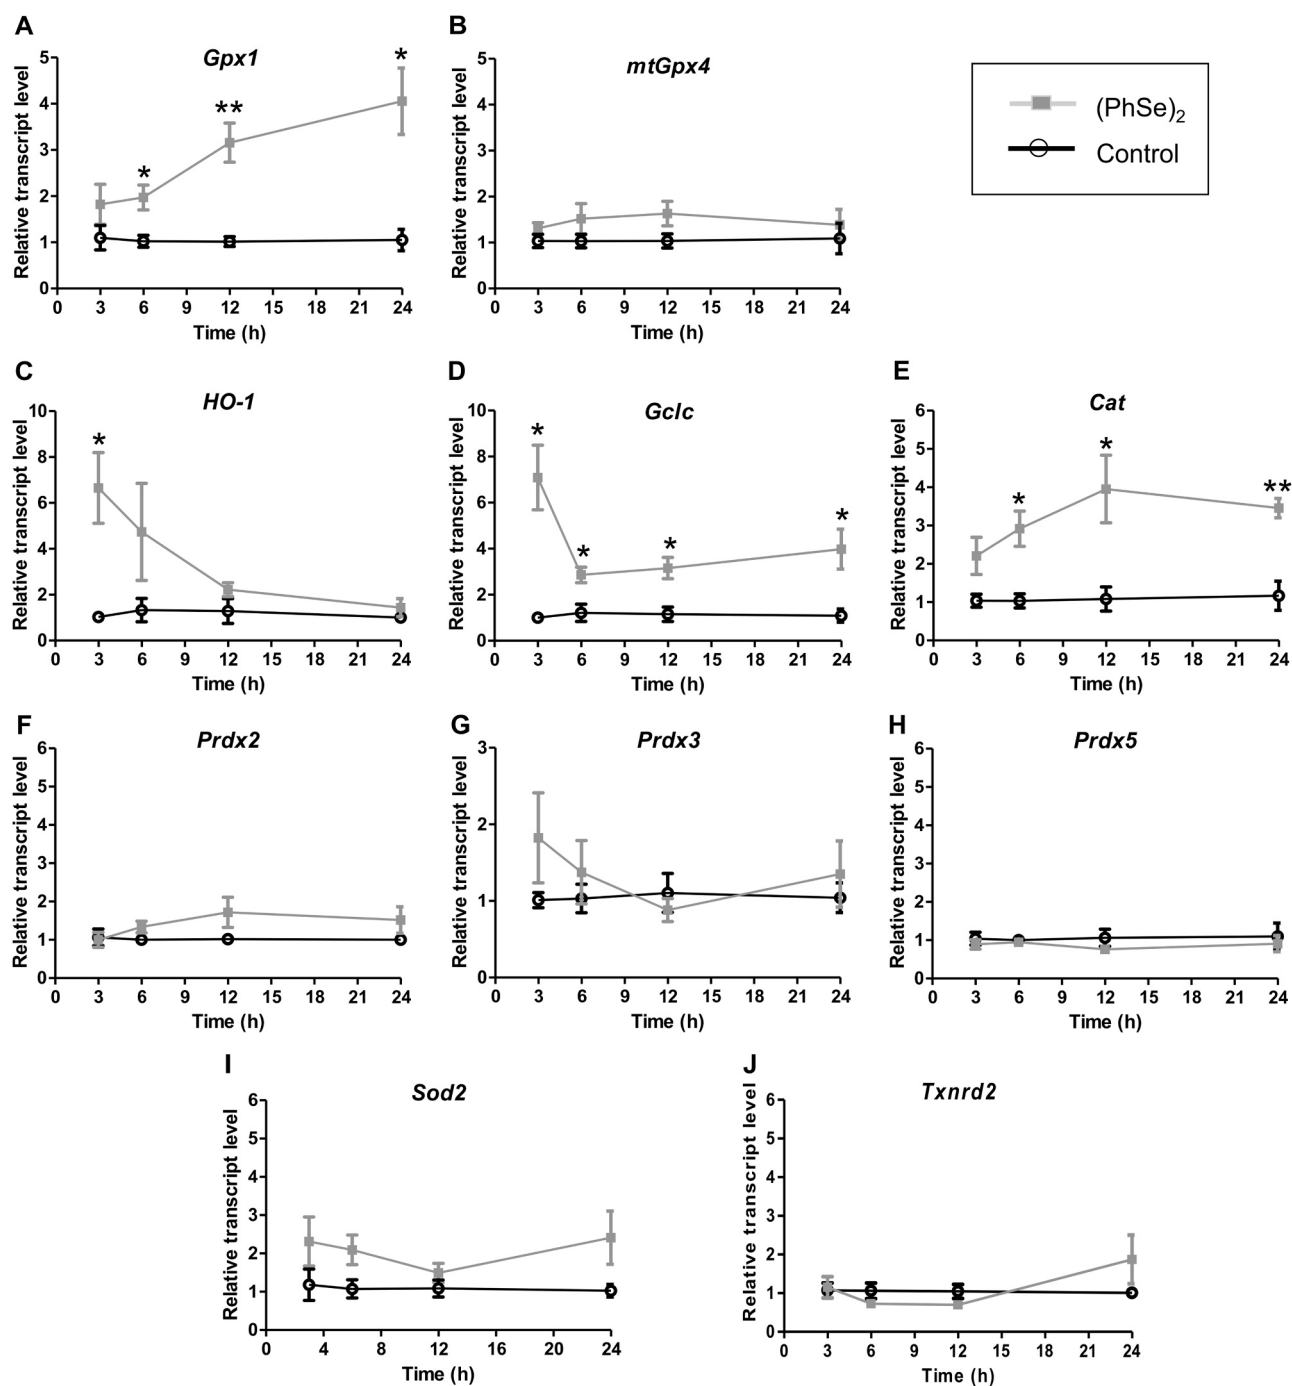 A
Gpx1
Relative transcript level
5
4
3
2
1
0
*
**
*
0 3 6 9 12 15 18 21 24
Time (h)
B
mtGpx4
Relative transcript level
5
4
3
2
1
0
0 3 6 9 12 15 18 21 24
Time (h)
(PhSe)2
Control
C
HO-1
Relative transcript level
10
8
6
4
2
0
*
0 3 6 9 12 15 18 21 24
Time (h)
D
Gclc
Relative transcript level
10
8
6
4
2
0
*
*
*
*
0 3 6 9 12 15 18 21 24
Time (h)
E
Cat
Relative transcript level
6
5
4
3
2
1
0
*
*
**
0 3 6 9 12 15 18 21 24
Time (h)
F
Prdx2
Relative transcript level
6
5
4
3
2
1
0
0 3 6 9 12 15 18 21 24
Time (h)
G
Prdx3
Relative transcript level
3
2
1
0
0 3 6 9 12 15 18 21 24
Time (h)
H
Prdx5
Relative transcript level
6
5
4
3
2
1
0
0 3 6 9 12 15 18 21 24
Time (h)
I
Sod2
Relative transcript level
6
5
4
3
2
1
0
0 4 8 12 16 20 24
Time (h)
J
Txnrd2
Relative transcript level
6
5
4
3
2
1
0
0 3 6 9 12 15 18 21 24
Time (h)